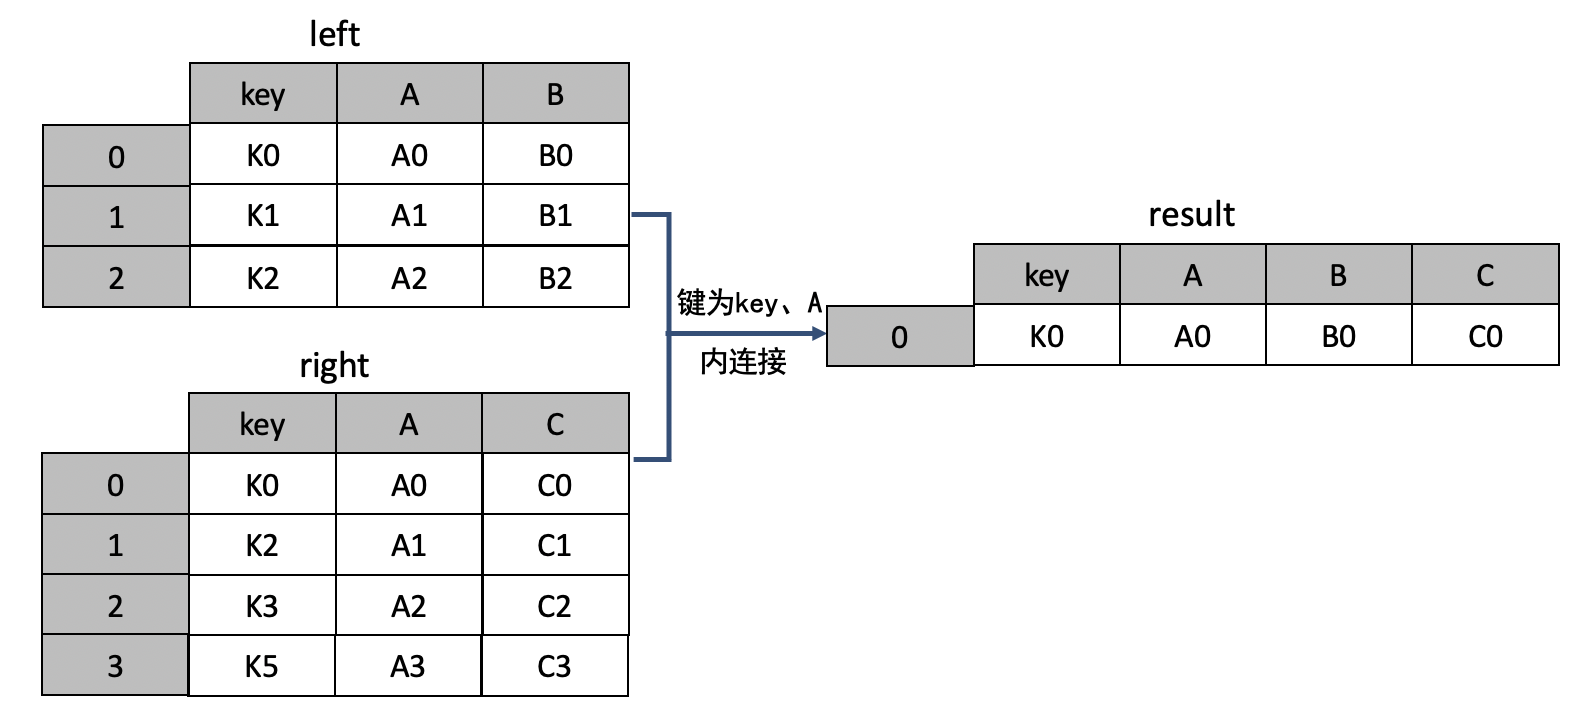 left
key A B
0 K0 A0 B0
1 K1 A1 B1
2 K2 A2 B2
right
key A C
0 K0 A0 C0
1 K2 A1 C1
2 K3 A2 C2
3 K5 A3 C3
键为key、A
内连接
result
key A B C
0 K0 A0 B0 C0